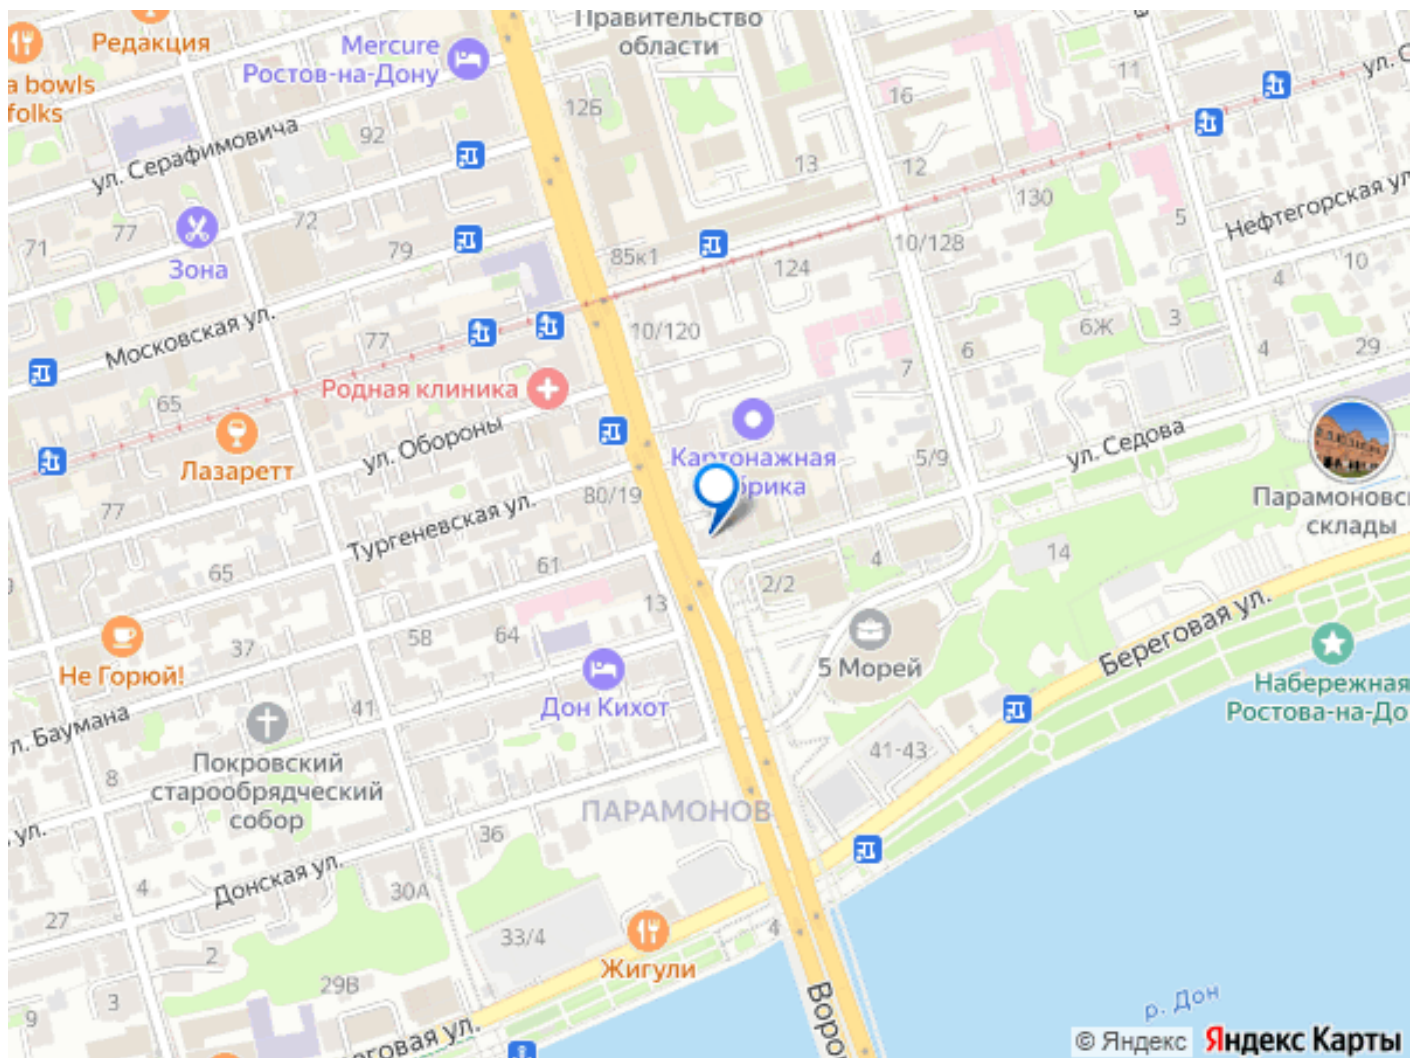 Правительство
области
Редакция
Mercure
Ростов-на-Дону
a bowls
folks
11
16
ул. С
12Б
92
ул. Серафимовича
13
12
130
5
Нефтегорская ул
72
77
71
79
Зона
85к1
124
10/128
10
4
Московская ул.
77
10/120
6Ж
3
6
4
29
7
Родная клиника
65
Лазаретт
ул. Обороны
Картонажная
брика
5/9
ул. Седова
Парамоновс
склады
77
80/19
Тургеневская ул.
65
61
2/2
4
14
13
58
64
37
Не Горюй!
5 Морей
Береговая ул.
Набережная
Ростова-на-До
Дон Кихот
41
л. Баумана
8
Покровский
старообрядческий
собор
41-43
ПАРАМОНОВ
ул.
36
Донская ул.
30А
4
27
2
33/4
4
Жигули
29В
3
9
говая ул.
Воро
р. Дон
© Яндекс Яндекс Карты